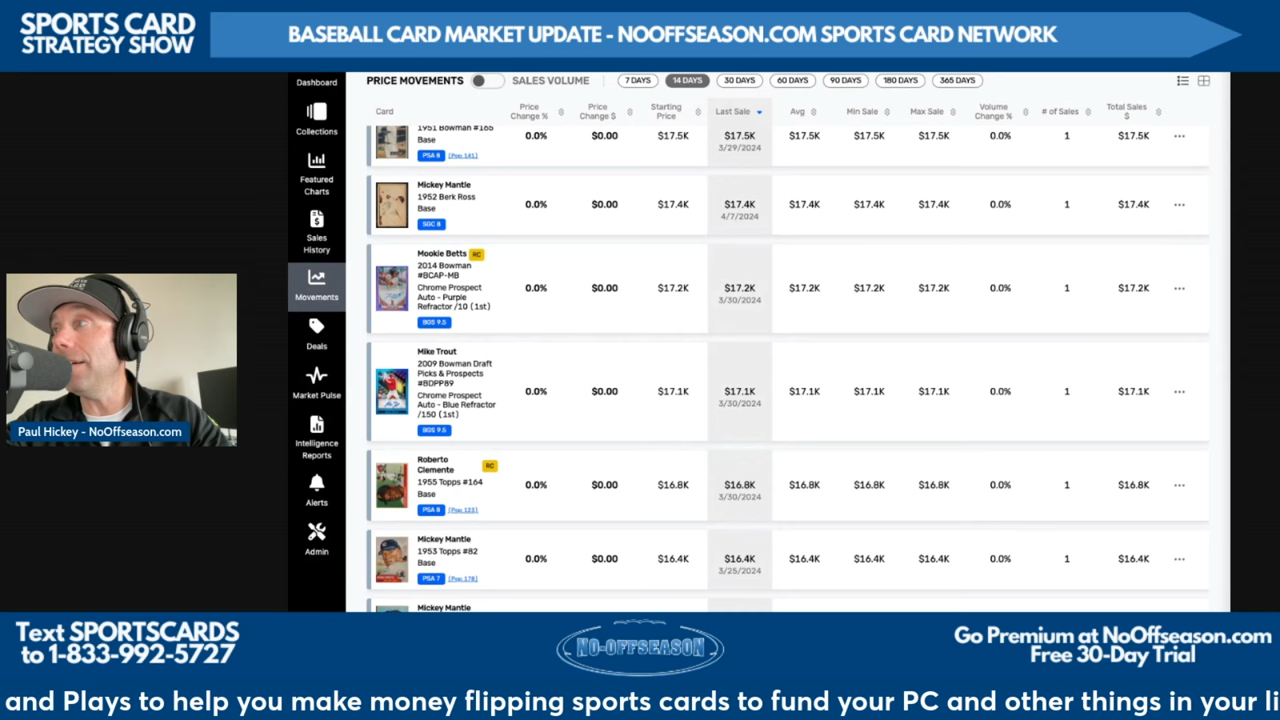 SPORTS CARD
STRATEGY SHOW
BASEBALL CARD MARKET UPDATE - NOOFFSEASON.COM SPORTS CARD NETWORK
Dashboard
Collections
Featured
Charts
Sales
History
Movements
Deals
Market Pulse
Intelligence
Reports
Alerts
Admin
PRICE MOVEMENTS SALES VOLUME 7 DAYS 14 DAYS 30 DAYS 60 DAYS 90 DAYS 180 DAYS 365 DAYS
Card Price Change % Price Change $ Starting Price Last Sale Avg Min Sale Max Sale Volume Change % # of Sales Total Sales $
1951 Bowman #165
Base
PSA 8 (Pop 141)
0.0% $0.00 $17.5K $17.5K $17.5K $17.5K $17.5K 0.0% 1 $17.5K
3/29/2024
Mickey Mantle
1952 Berk Ross
Base
SGC 8
0.0% $0.00 $17.4K $17.4K $17.4K $17.4K $17.4K 0.0% 1 $17.4K
4/7/2024
Mookie Betts RC
2014 Bowman
#BCAP-MB
Chrome Prospect
Auto - Purple
Refractor /10 (1st)
BGS 9.5
0.0% $0.00 $17.2K $17.2K $17.2K $17.2K $17.2K 0.0% 1 $17.2K
3/30/2024
Mike Trout
2009 Bowman Draft
Picks & Prospects
#BDPP89
Chrome Prospect
Auto - Blue Refractor
/150 (1st)
BGS 9.5
0.0% $0.00 $17.1K $17.1K $17.1K $17.1K $17.1K 0.0% 1 $17.1K
3/30/2024
Roberto
Clemente RC
1955 Topps #164
Base
PSA 8 (Pop 123)
0.0% $0.00 $16.8K $16.8K $16.8K $16.8K $16.8K 0.0% 1 $16.8K
3/30/2024
Mickey Mantle
1953 Topps #82
Base
PSA 7 (Pop 178)
0.0% $0.00 $16.4K $16.4K $16.4K $16.4K $16.4K 0.0% 1 $16.4K
3/25/2024
Mickey Mantle
Paul Hickey - NoOffseason.com
Text SPORTSCARDS
to 1-833-992-5727
NO-OFFSEASON
Go Premium at NoOffseason.com
Free 30-Day Trial
and Plays to help you make money flipping sports cards to fund your PC and other things in your li